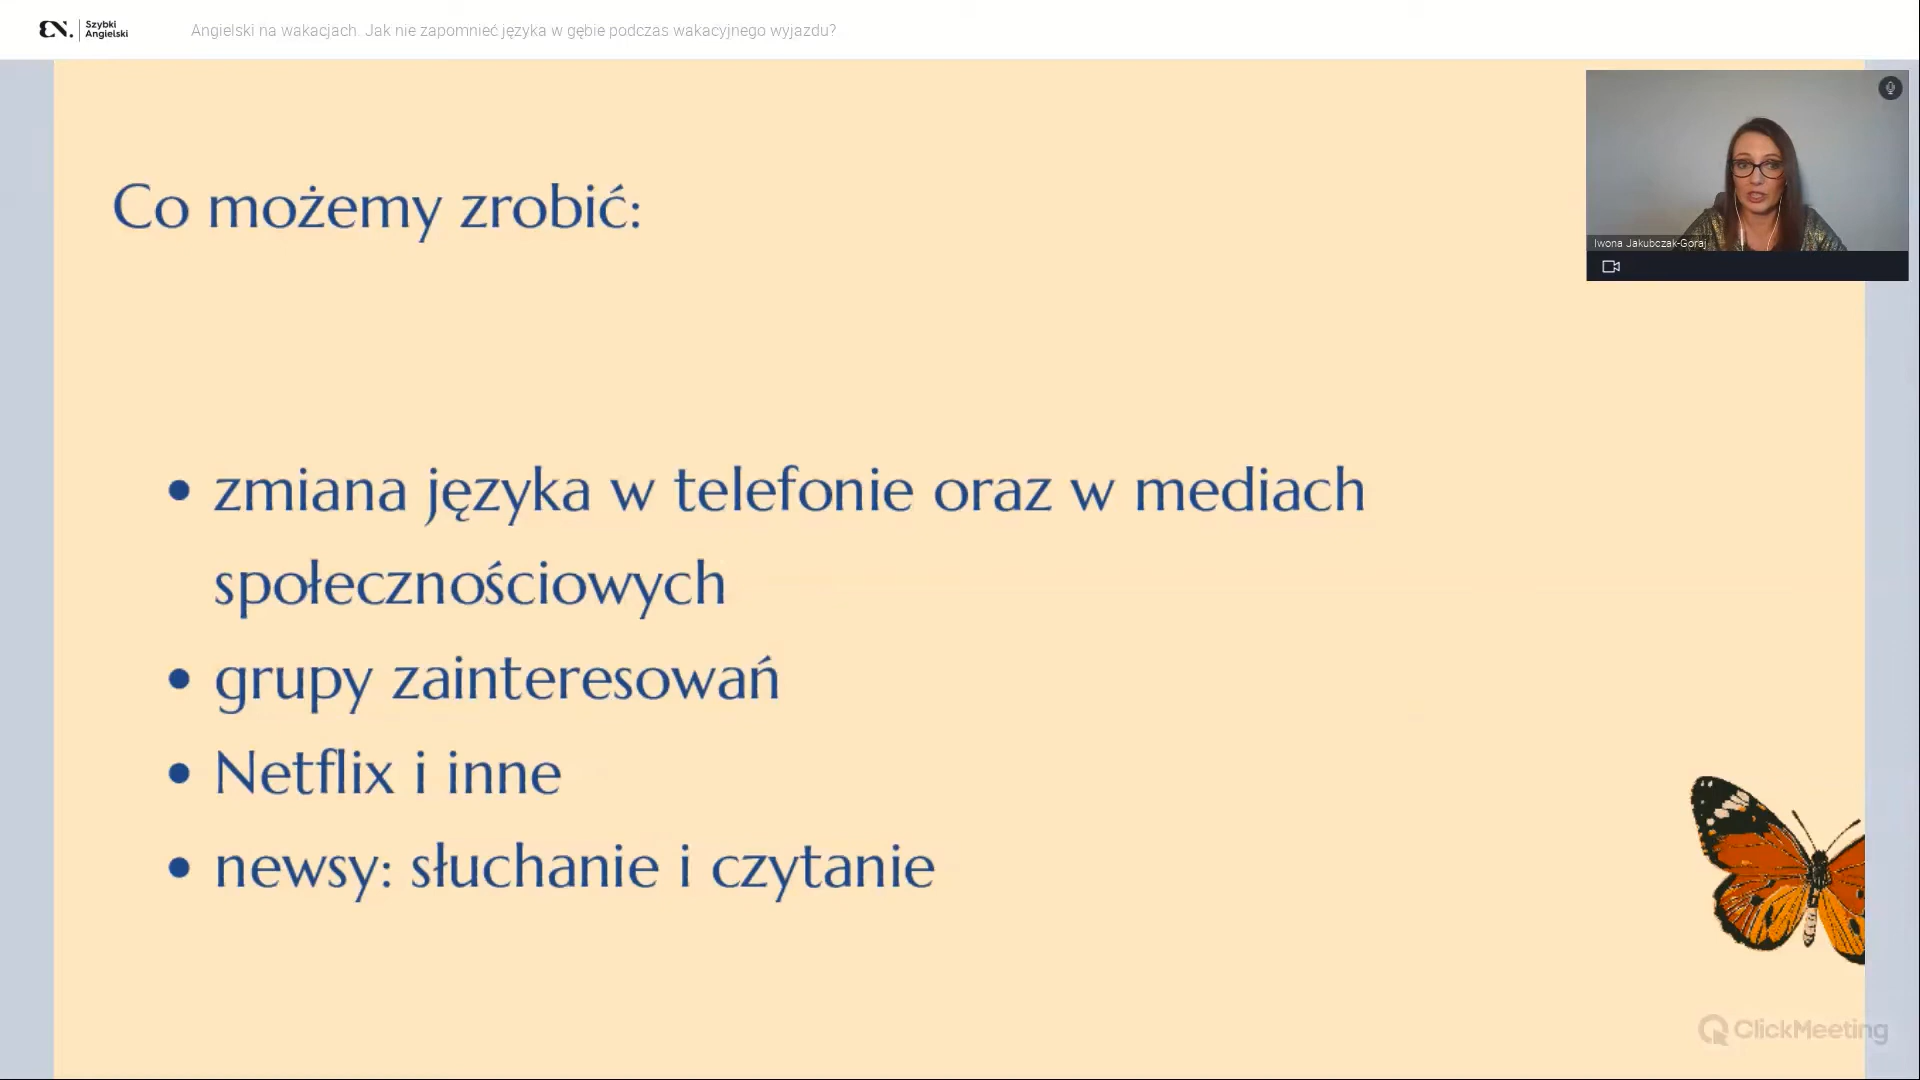 EN. Szybki
Angielski
Angielski na wakacjach. Jak nie zapomnieć języka w gębie podczas wakacyjnego wyjazdu?
Iwona Jakubczak-Goraj
Co możemy zrobić:
• zmiana języka w telefonie oraz w mediach
społecznościowych
• grupy zainteresowań
• Netflix i inne
• newsy: słuchanie i czytanie
ClickMeeting